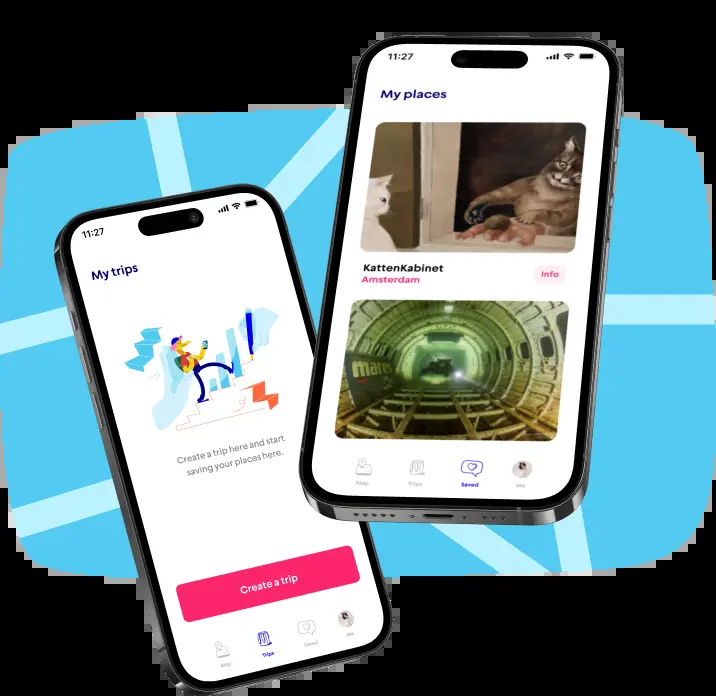 11:27
My places
KattenKabinet
Amsterdam
Info
Map
Trips
Saved
Me
11:27
My trips
Create a trip here and start
saving your places here.
Create a trip
Map
Trips
Saved
Me